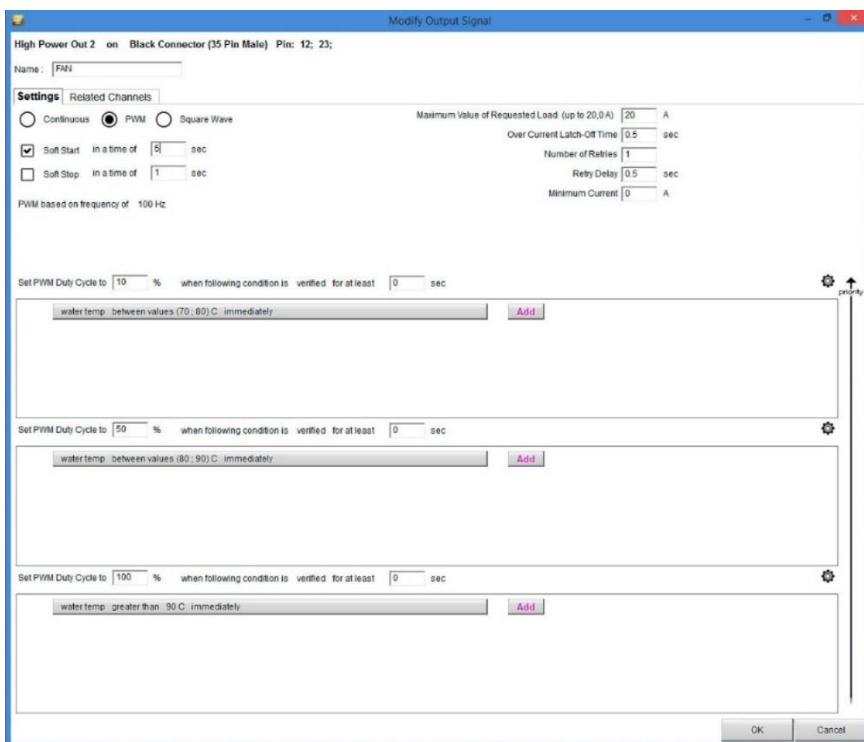 Modify Output Signal
High Power Out 2 on Black Connector (35 Pin Male) Pin: 12; 23;
Name: FAN
Settings Related Channels
Continuous PWM Square Wave
Soft Start in a time of 5 sec
Soft Stop in a time of 1 sec
PWM based on frequency of 100 Hz
Maximum Value of Requested Load (up to 20,0 A) 20 A
Over Current Latch-Off Time 0.5 sec
Number of Retries 1
Retry Delay 0.5 sec
Minimum Current 0 A
Set PWM Duty Cycle to 10 % when following condition is verified for at least 0 sec
priority
water temp between values (70 ; 80) C immediately Add
Set PWM Duty Cycle to 50 % when following condition is verified for at least 0 sec
water temp between values (80 ; 90) C immediately Add
Set PWM Duty Cycle to 100 % when following condition is verified for at least 0 sec
water temp greater than 90 C immediately Add
OK Cancel